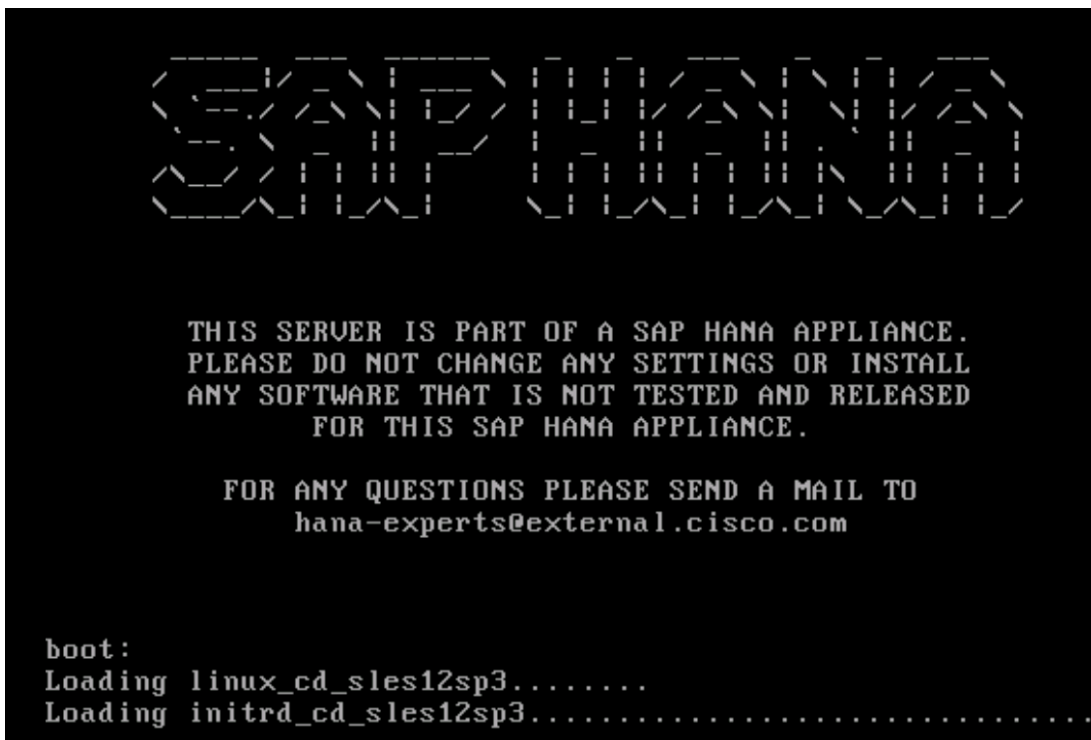 SAP HANA
THIS SERVER IS PART OF A SAP HANA APPLIANCE.
PLEASE DO NOT CHANGE ANY SETTINGS OR INSTALL
ANY SOFTWARE THAT IS NOT TESTED AND RELEASED
FOR THIS SAP HANA APPLIANCE.
FOR ANY QUESTIONS PLEASE SEND A MAIL TO
hana-experts@external.cisco.com
boot:
Loading linux_cd_sles12sp3........
Loading initrd_cd_sles12sp3................................